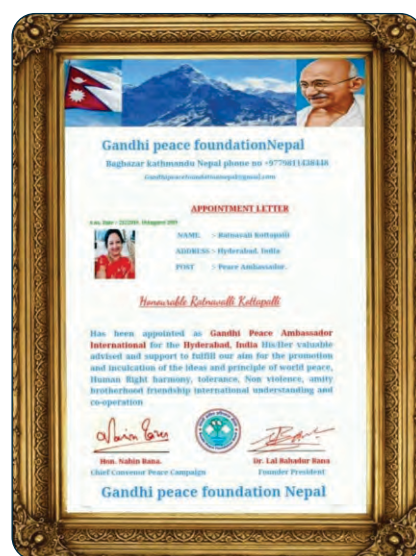 Gandhi peace foundationNepal
Bagbazar kathmandu Nepal phone no +9779811438448
Gandhipeacefoundationnepal@gmail.com
APPOINTMENT LETTER
NAME :- Ratnavali Kottapalli
ADDRESS :- Hyderabad, India
POST :- Peace Ambassador.
Honourable Ratnavalli Kottapalli
Has been appointed as Gandhi Peace Ambassador
International for the Hyderabad, India His/Her valuable
advised and support to fulfill our aim for the promotion
and inculcation of the ideas and principle of world peace,
Human Right harmony, tolerance, Non violence, amity
brotherhood friendship international understanding and
co-operation
Hon. Nabin Rana. Dr. Lal Bahadur Rana
Chief Convenor Peace Campaign Founder President
Gandhi peace foundation Nepal